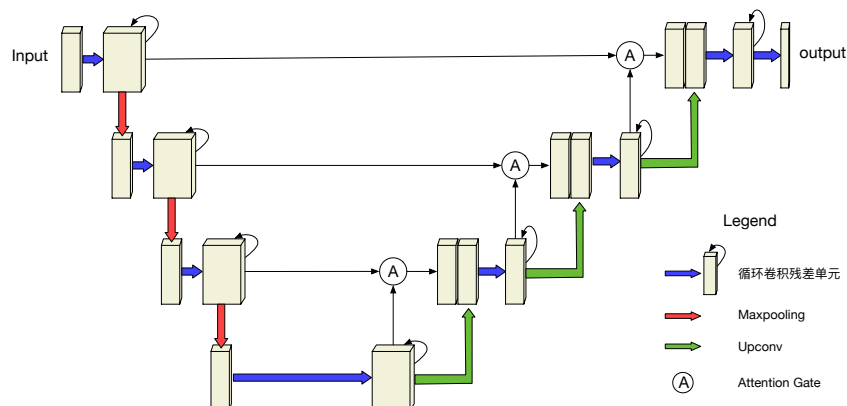 Input
output
A
A
A
Legend
循环卷积残差单元
Maxpooling
Upconv
A Attention Gate